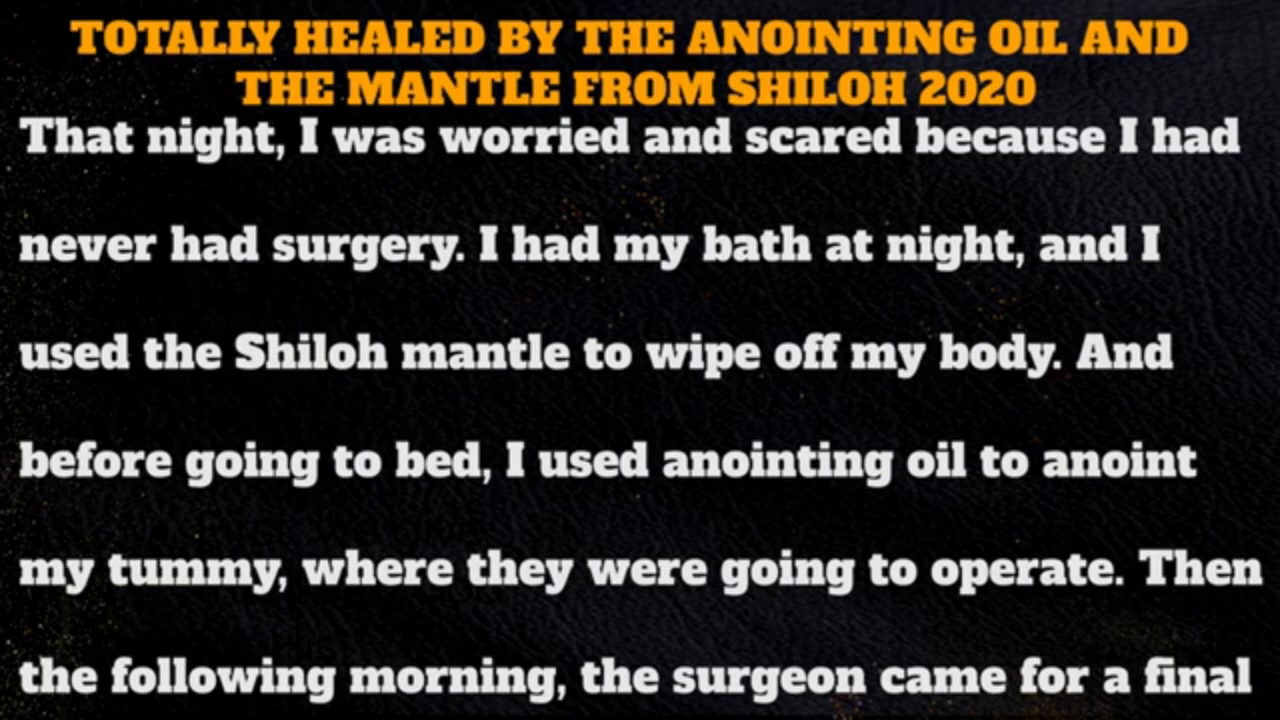 TOTALLY HEALED BY THE ANOINTING OIL AND
THE MANTLE FROM SHILOH 2020
That night, I was worried and scared because I had
never had surgery. I had my bath at night, and I
used the Shiloh mantle to wipe off my body. And
before going to bed, I used anointing oil to anoint
my tummy, where they were going to operate. Then
the following morning, the surgeon came for a final